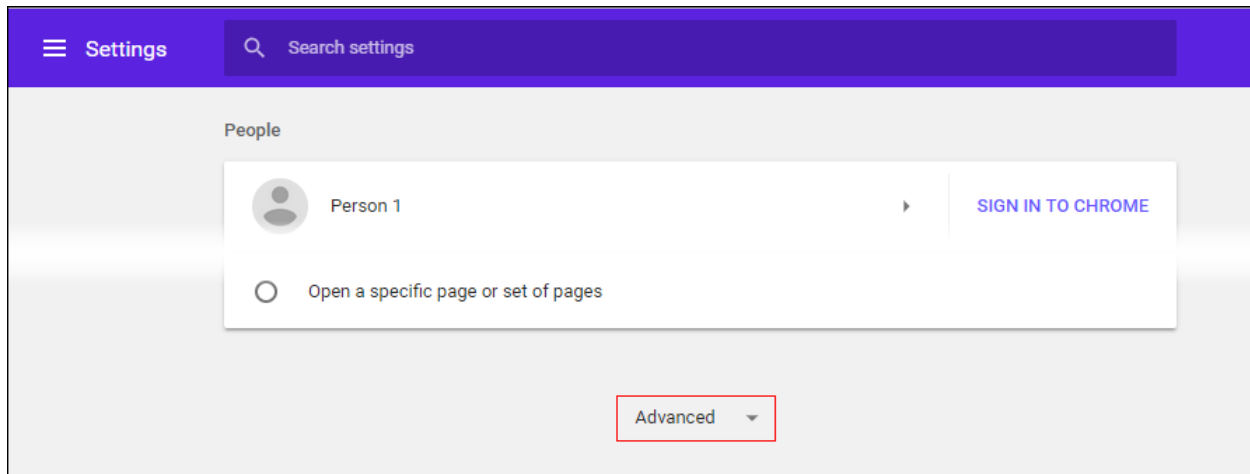 Settings
Search settings
People
Person 1
SIGN IN TO CHROME
Open a specific page or set of pages
Advanced